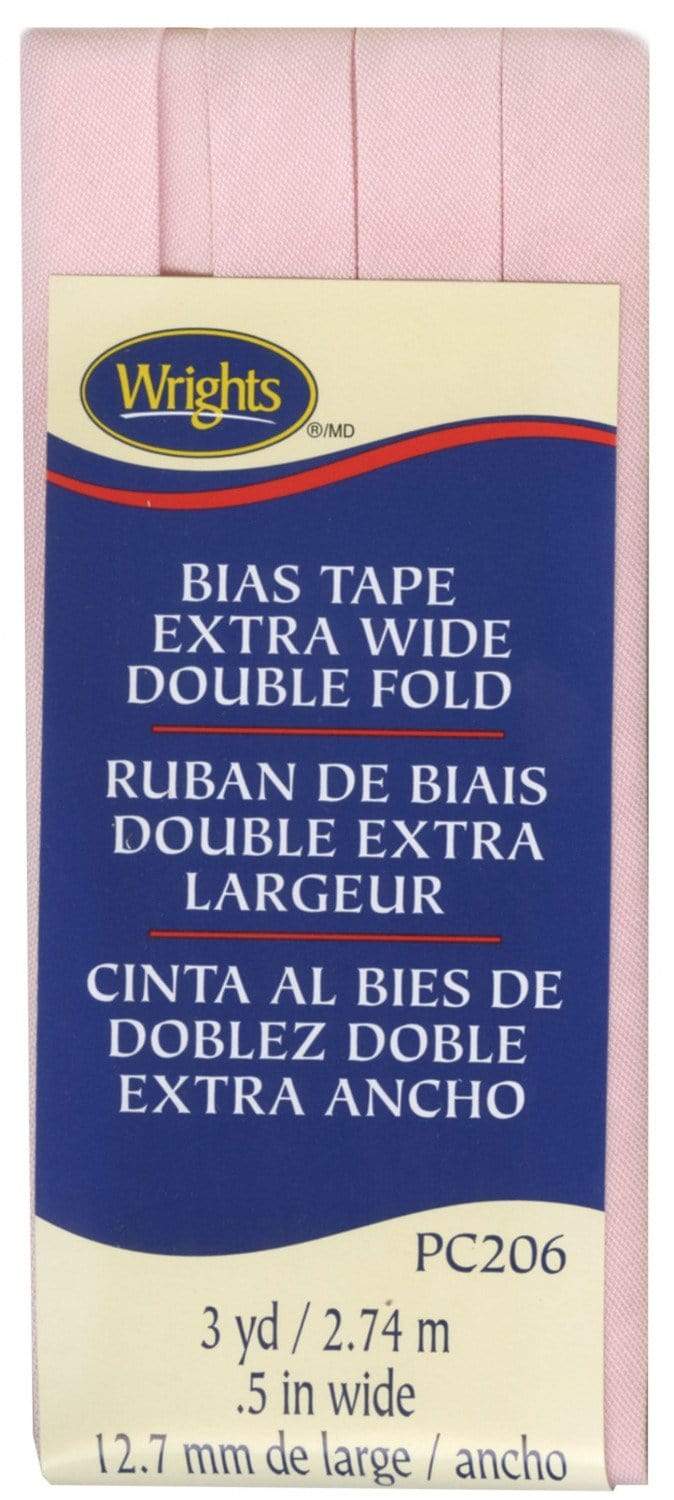 Wrights
®/MD
BIAS TAPE
EXTRA WIDE
DOUBLE FOLD
RUBAN DE BIAIS
DOUBLE EXTRA
LARGEUR
CINTA AL BIES DE
DOBLEZ DOBLE
EXTRA ANCHO
PC206
3 yd / 2.74 m
.5 in wide
12.7 mm de large / ancho